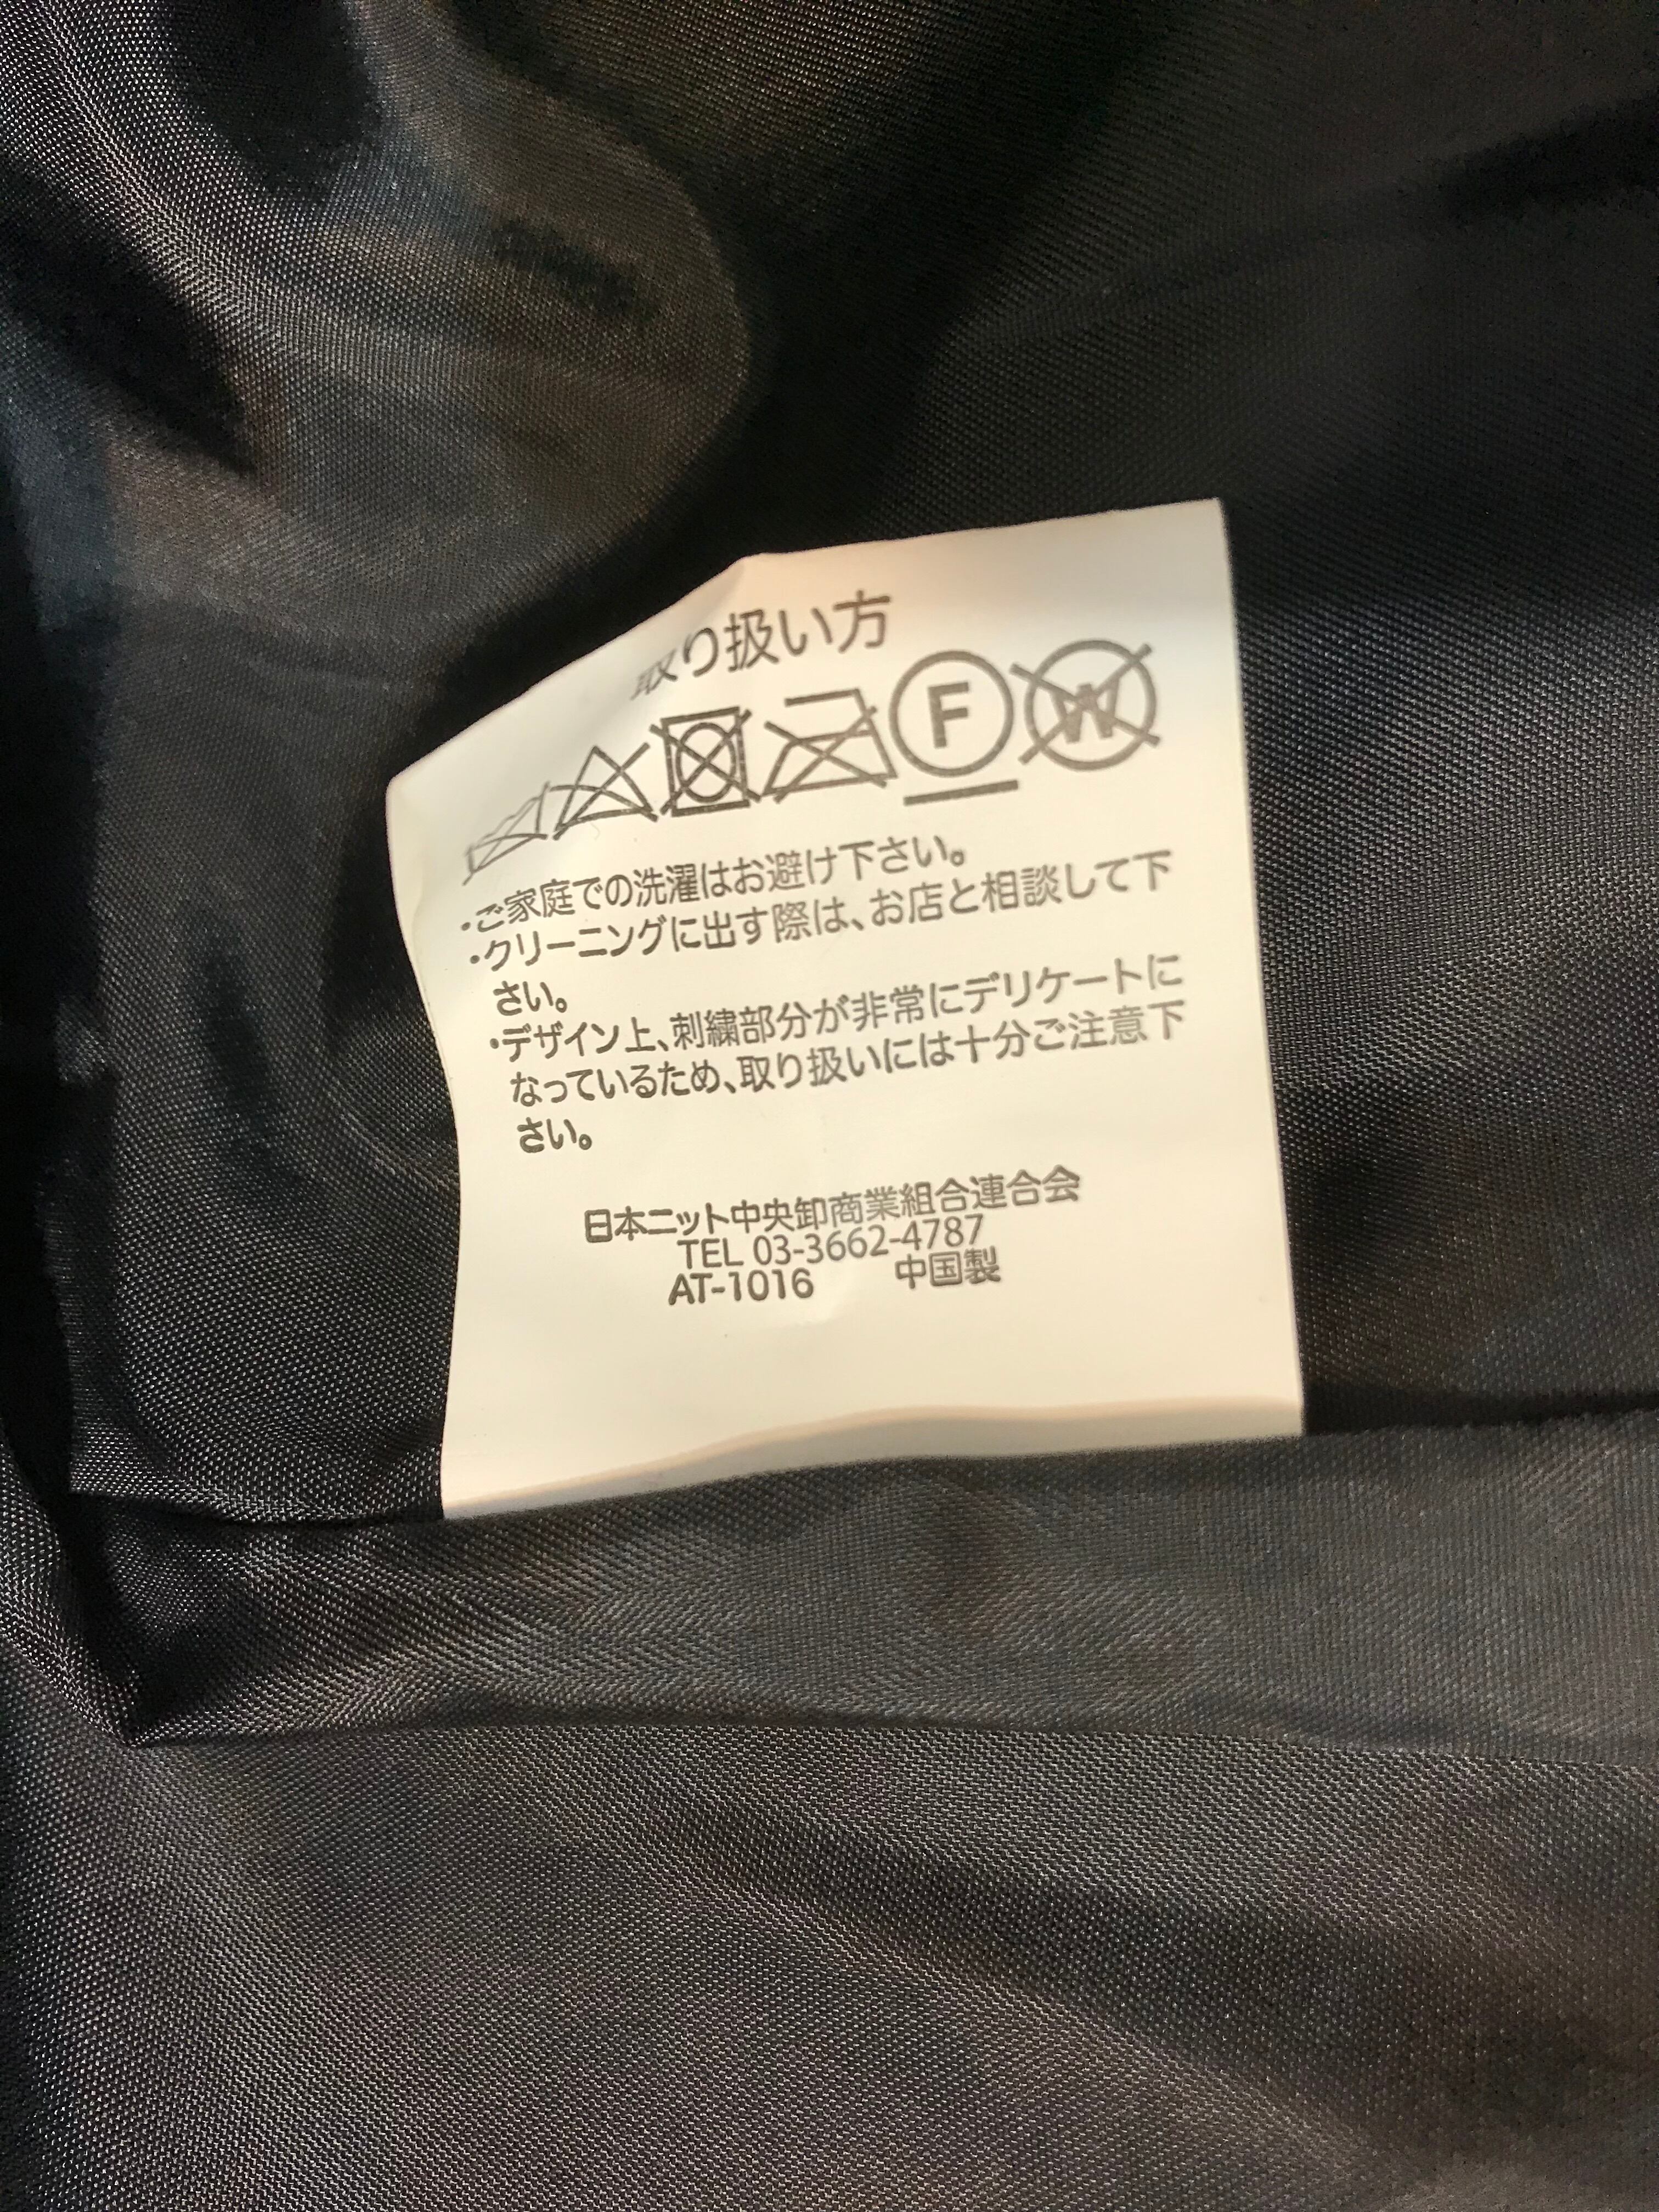 取り扱い方
F W
・ご家庭での洗濯はお避け下さい。
・クリーニングに出す際は、お店と相談して下
さい。
・デザイン上、刺繍部分が非常にデリケートに
なっているため、取り扱いには十分ご注意下
さい。
日本ニット中央卸商業組合連合会
TEL 03-3662-4787
AT-1016 中国製